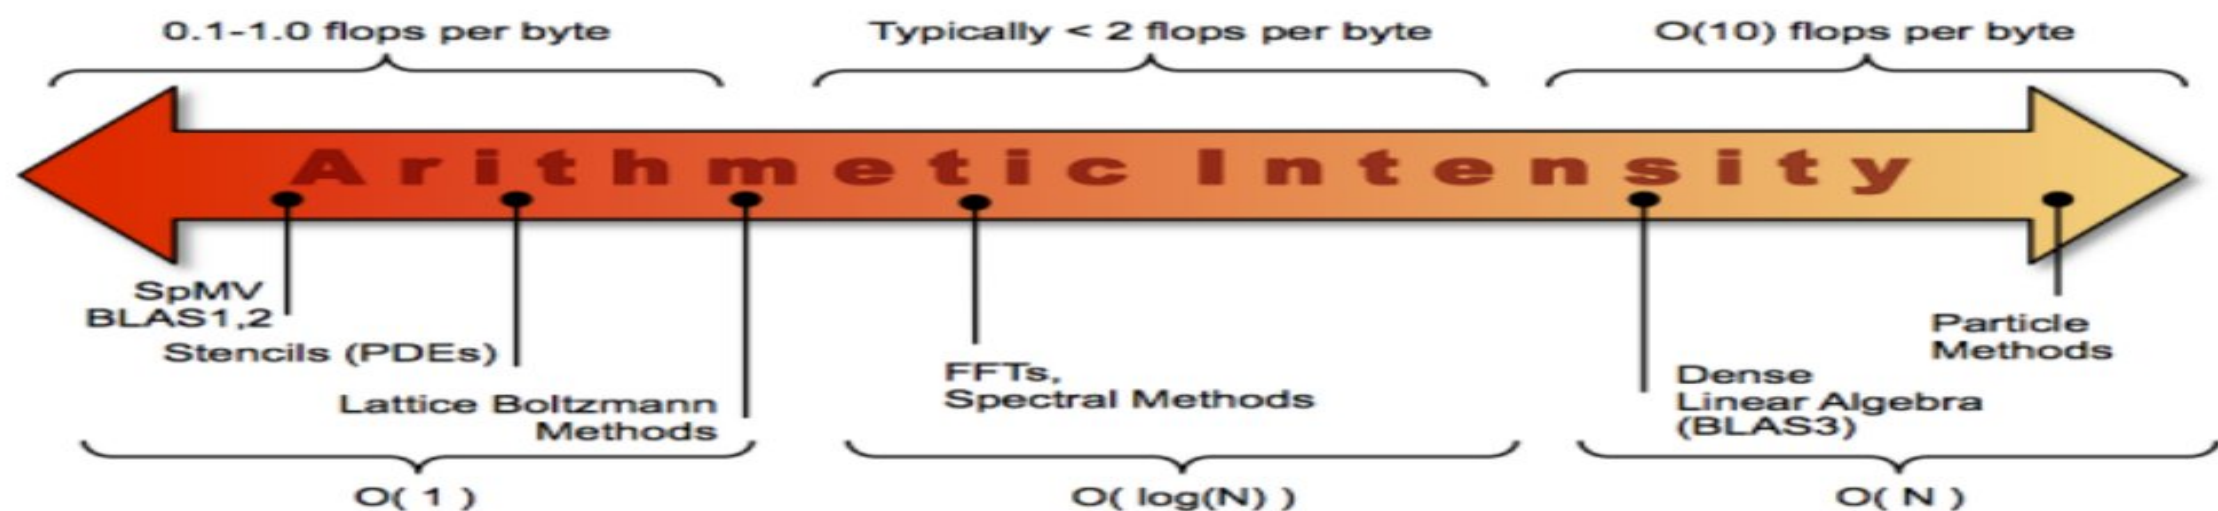 0.1-1.0 flops per byte
Typically < 2 flops per byte
O(10) flops per byte
Arithmetic Intensity
SpMV
BLAS1,2
Stencils (PDEs)
Lattice Boltzmann
Methods
FFTs,
Spectral Methods
Dense
Linear Algebra
(BLAS3)
Particle
Methods
O( 1 )
O( log(N) )
O( N )